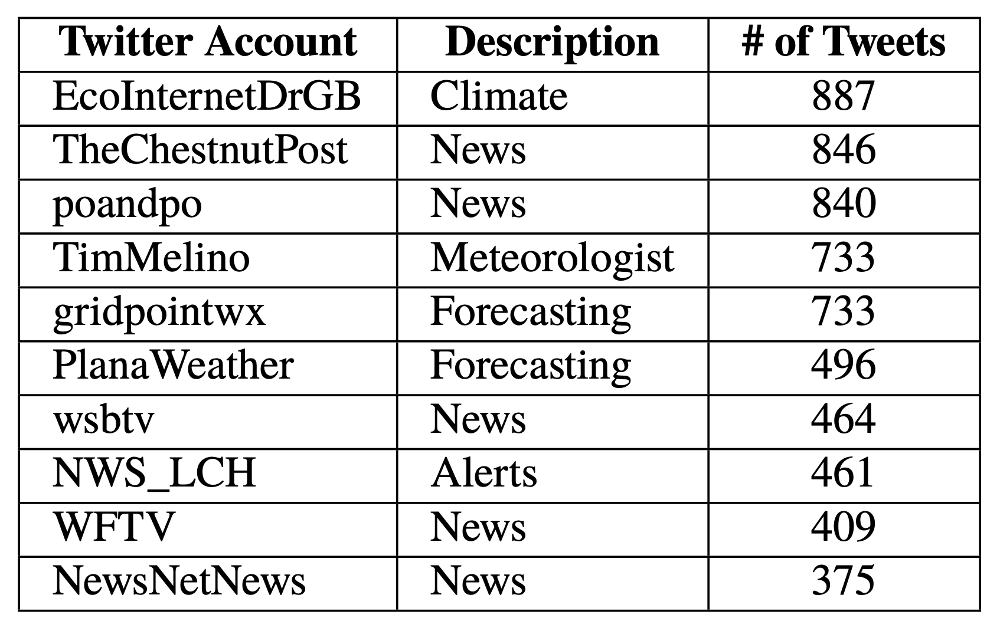 Twitter Account Description # of Tweets
EcoInternetDrGB Climate 887
TheChestnutPost News 846
poandpo News 840
TimMelino Meteorologist 733
gridpointwx Forecasting 733
PlanaWeather Forecasting 496
wsbtv News 464
NWS_LCH Alerts 461
WFTV News 409
NewsNetNews News 375